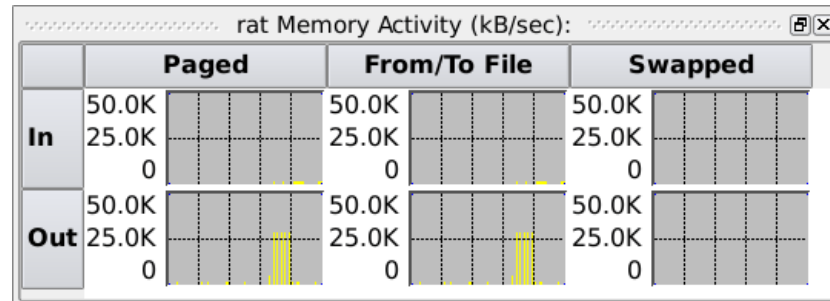 rat Memory Activity (kB/sec):
Paged From/To File Swapped
In
50.0K 50.0K 50.0K
25.0K 25.0K 25.0K
0 0 0
Out
50.0K 50.0K 50.0K
25.0K 25.0K 25.0K
0 0 0